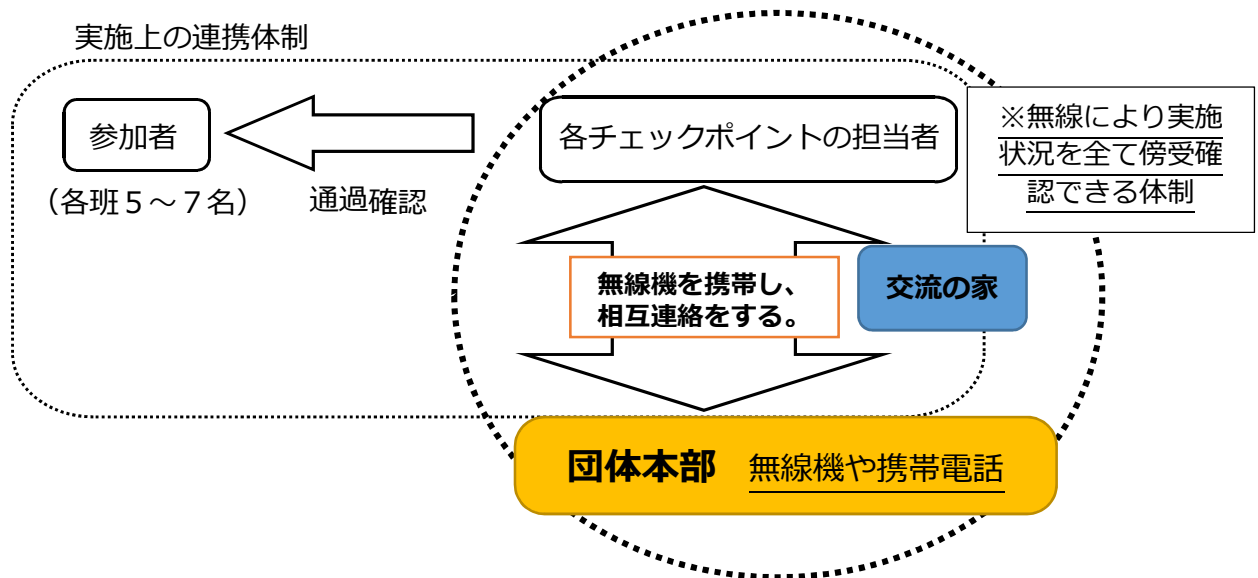 実施上の連携体制
参加者
(各班5~7名)
通過確認
各チェックポイントの担当者
※無線により実施
状況を全て傍受確
認できる体制
無線機を携帯し、
相互連絡をする。
交流の家
団体本部 無線機や携帯電話